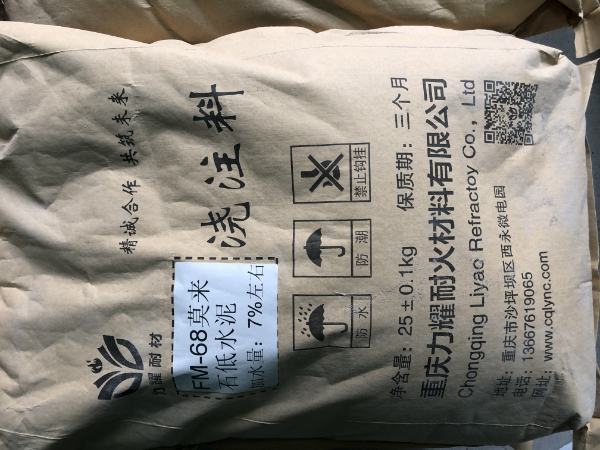 力耀耐材
精诚合作 共筑未来
浇注料
FM-68莫来
石低水泥
加水量：7%左右
防水
防潮
禁止钩挂
净含量：25±0.1kg 保质期：三个月
重庆力耀耐火材料有限公司
Chongqing Liyao Refractoy Co.，Ltd
地址：重庆市沙坪坝区西永微电园
电话：13667619065
网址：www.cqlync.com